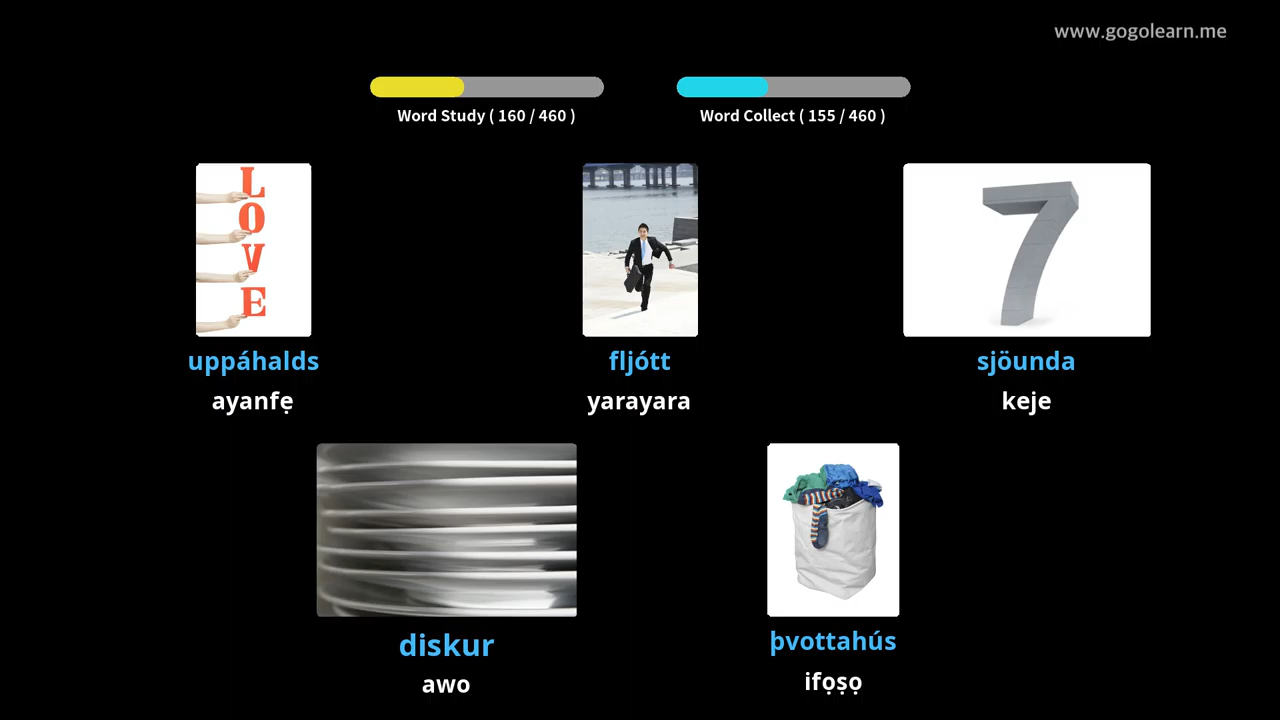 www.gogolearn.me
Word Study ( 160 / 460 )
Word Collect ( 155 / 460 )
L
O
V
E
7
uppáhalds
fljótt
sjöunda
ayanfẹ
yarayara
keje
diskur
þvottahús
awo
ifọṣọ